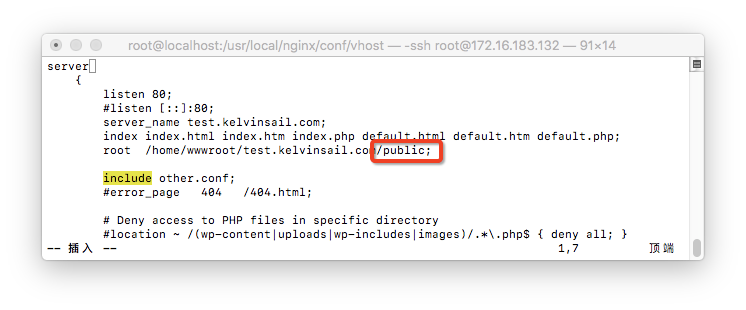 root@localhost:/usr/local/nginx/conf/vhost — -ssh root@172.16.183.132 — 91×14
server
{
listen 80;
#listen [::]:80;
server_name test.kelvinsail.com;
index index.html index.htm index.php default.html default.htm default.php;
root  /home/wwwroot/test.kelvinsail.com/public;
include other.conf;
#error_page   404   /404.html;
# Deny access to PHP files in specific directory
#location ~ /(wp-content|uploads|wp-includes|images)/.*\.php$ { deny all; }
-- 插入 --    1,7    顶端